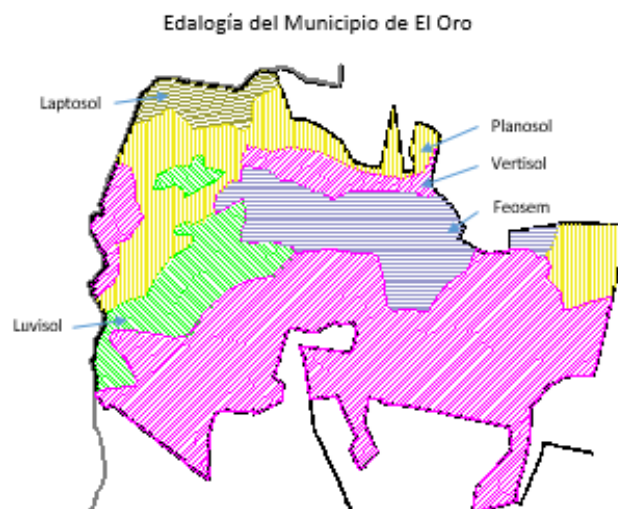 Edalogía del Municipio de El Oro
Laptosol
Planosol
Vertisol
Feosem
Luvisol